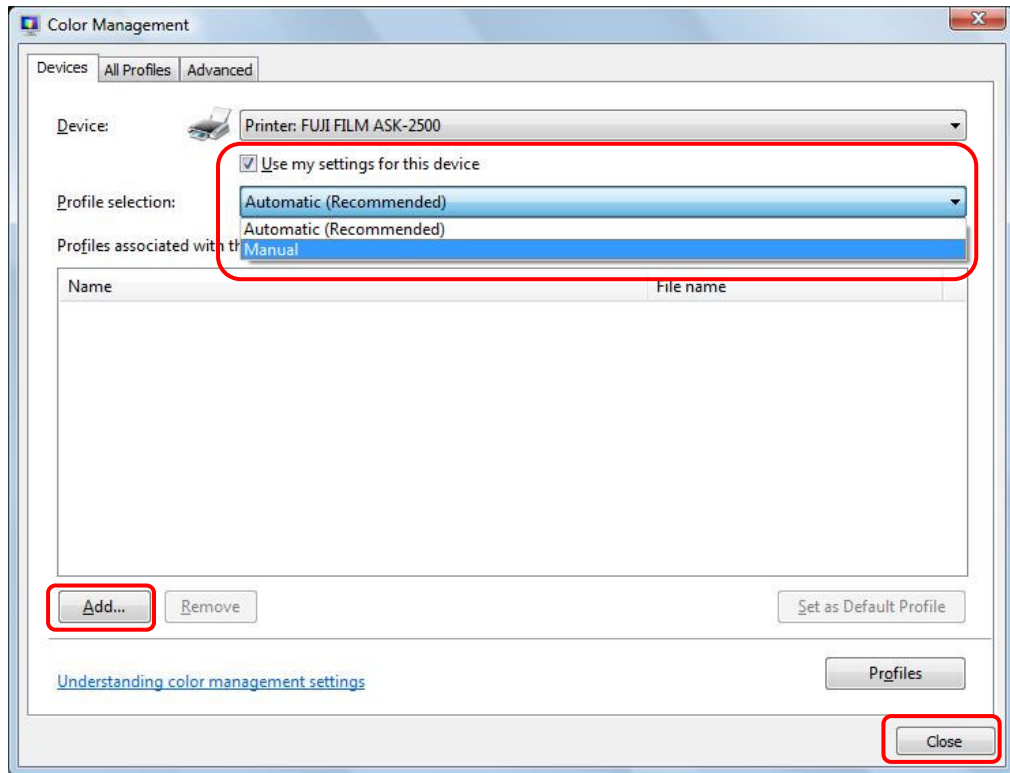 Color Management
Devices All Profiles Advanced
Device: Printer: FUJI FILM ASK-2500
Use my settings for this device
Profile selection: Automatic (Recommended)
Automatic (Recommended)
Profiles associated with th Manual
Name File name
Add... Remove Set as Default Profile
Understanding color management settings Profiles
Close